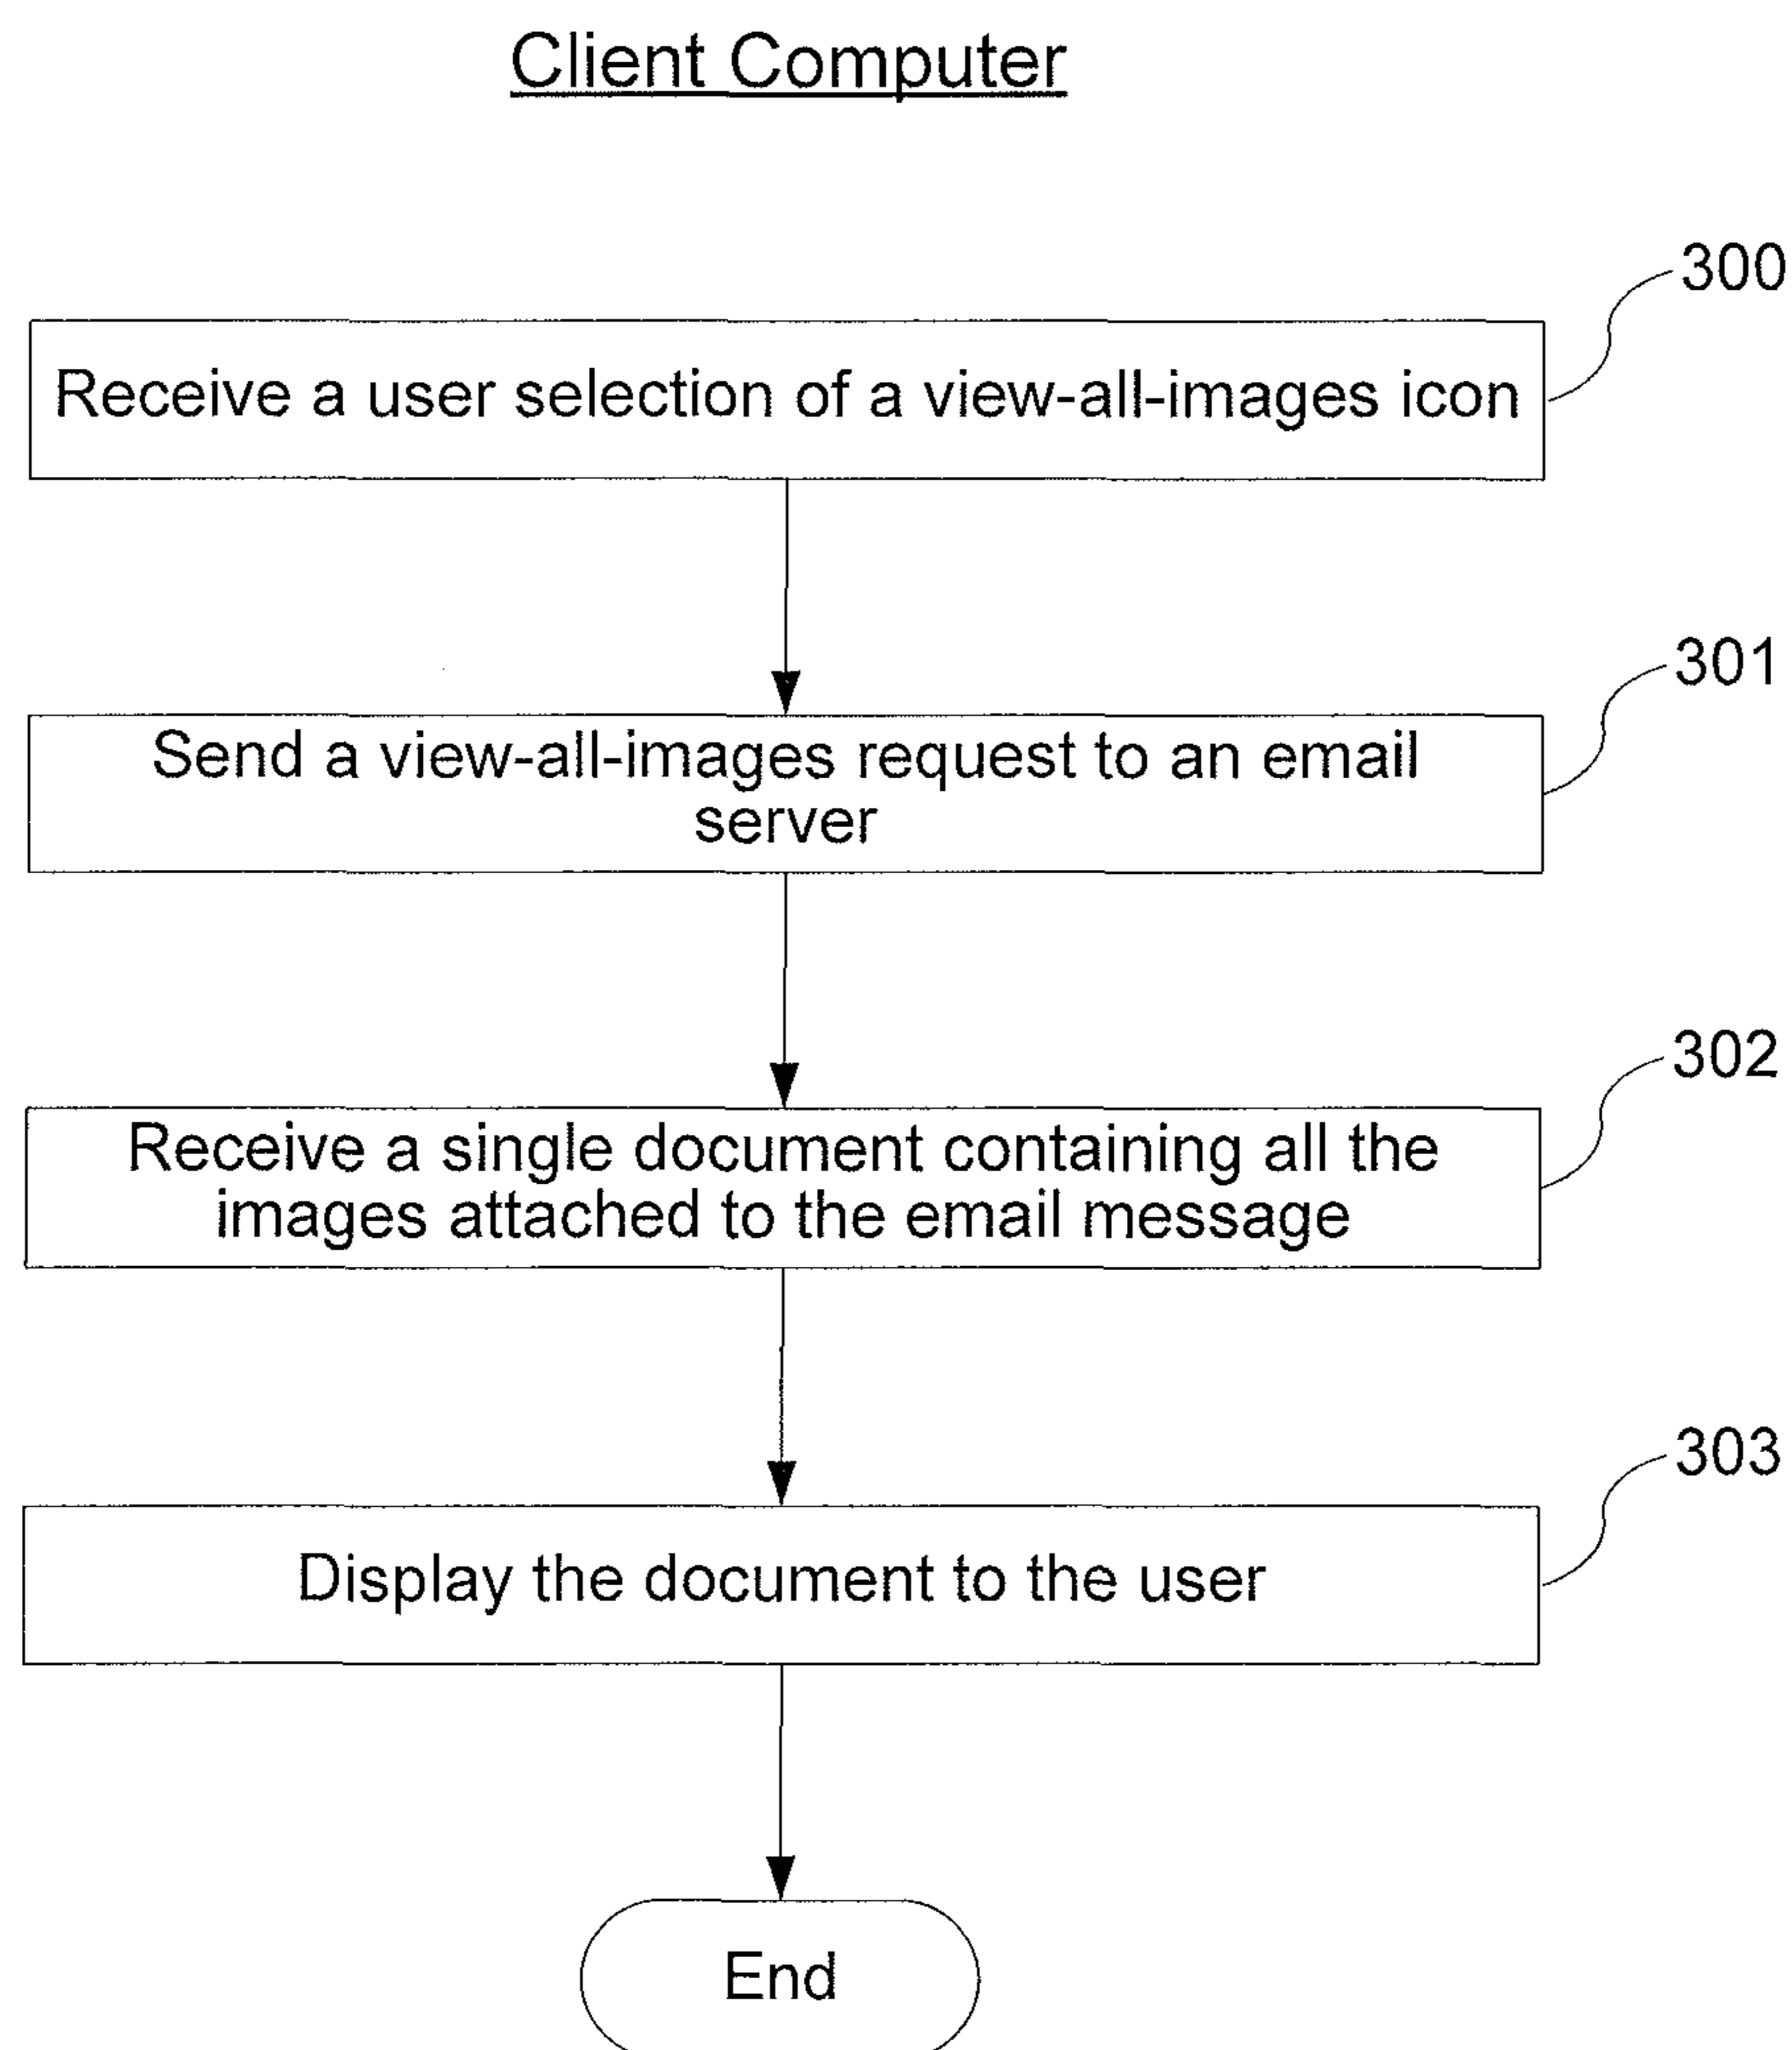 Client Computer
300
Receive a user selection of a view-all-images icon
301
Send a view-all-images request to an email
server
302
Receive a single document containing all the
images attached to the email message
303
Display the document to the user
End